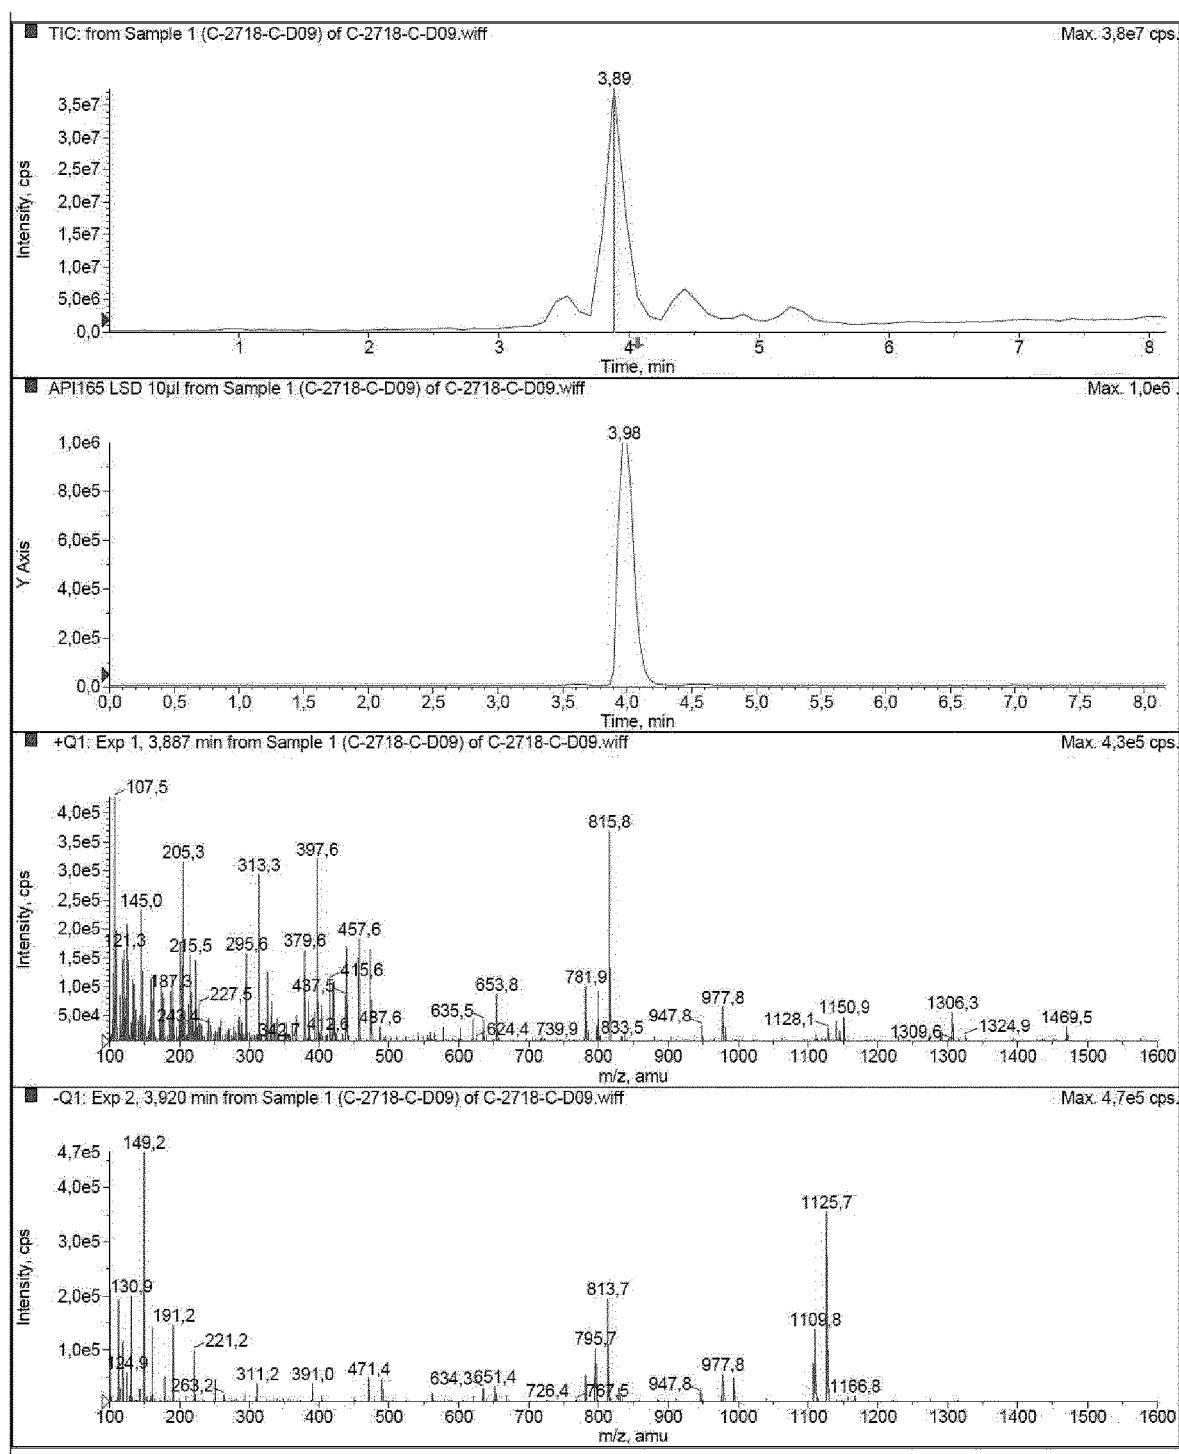 TIC: from Sample 1 (C-2718-C-D09) of C-2718-C-D09.wiff Max. 3,8e7 cps.
3,89
3,5e7
3,0e7
2,5e7
2,0e7
1,5e7
1,0e7
5,0e6
0,0
Intensity, cps
1 2 3 4 5 6 7 8
Time, min
API165 LSD 10µl from Sample 1 (C-2718-C-D09) of C-2718-C-D09.wiff Max. 1,0e6
3,98
1,0e6
8,0e5
6,0e5
4,0e5
2,0e5
0,0
Y Axis
0,0 0,5 1,0 1,5 2,0 2,5 3,0 3,5 4,0 4,5 5,0 5,5 6,0 6,5 7,0 7,5 8,0
Time, min
+Q1: Exp 1, 3,887 min from Sample 1 (C-2718-C-D09) of C-2718-C-D09.wiff Max. 4,3e5 cps.
4,0e5
3,5e5
3,0e5
2,5e5
2,0e5
1,5e5
1,0e5
5,0e4
Intensity, cps
107,5
815,8
205,3 313,3 397,6
145,0
121,3 215,5 295,6 379,6 457,6
187,3 227,5 437,5 415,6 653,8 781,9
243,4 342,7 412,6 487,6 635,5 624,4 739,9 833,5 947,8 977,8 1128,1 1150,9 1309,6 1306,3 1324,9 1469,5
100 200 300 400 500 600 700 800 900 1000 1100 1200 1300 1400 1500 1600
m/z, amu
-Q1: Exp 2, 3,920 min from Sample 1 (C-2718-C-D09) of C-2718-C-D09.wiff Max. 4,7e5 cps.
4,7e5
4,0e5
3,0e5
2,0e5
1,0e5
Intensity, cps
149,2
1125,7
130,9 813,7
191,2 1109,8
221,2 795,7
124,9 263,2 311,2 391,0 471,4 634,3 651,4 726,4 767,5 947,8 977,8 1166,8
100 200 300 400 500 600 700 800 900 1000 1100 1200 1300 1400 1500 1600
m/z, amu